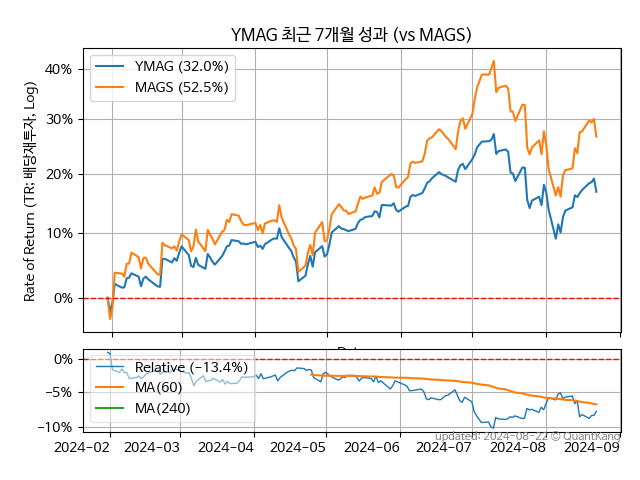 YMAG 최근 7개월 성과 (vs MAGS)
Rate of Return (TR: 배당재투자, Log)
40%
30%
20%
10%
0%
YMAG (32.0%)
MAGS (52.5%)
0%
−5%
−10%
Relative (−13.4%)
MA(60)
MA(240)
2024−02 2024−03 2024−04 2024−05 2024−06 2024−07 2024−08 2024−09
updated: 2024−08−22 © QuantKang